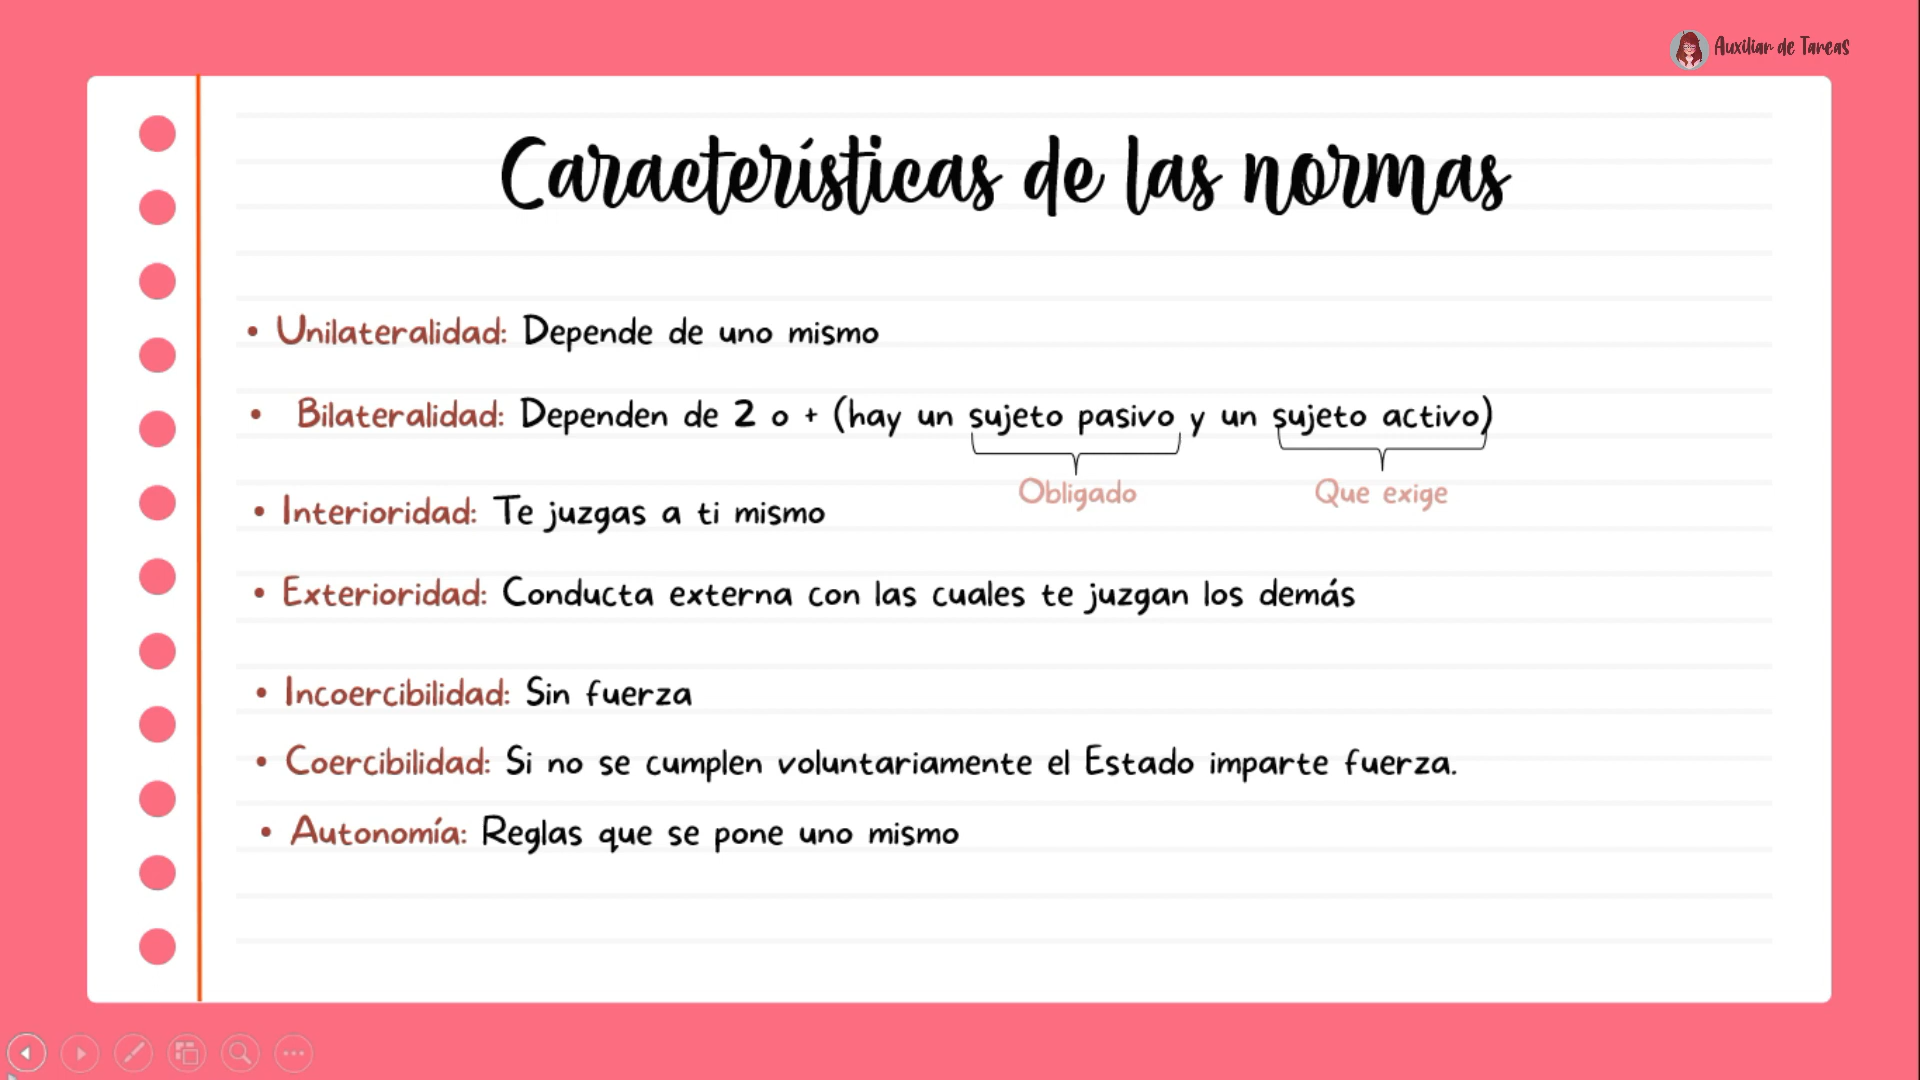 Auxiliar de Tareas
Características de las normas
• Unilateralidad: Depende de uno mismo
• Bilateralidad: Dependen de 2 o + (hay un sujeto pasivo y un sujeto activo)
Obligado Que exige
• Interioridad: Te juzgas a ti mismo
• Exterioridad: Conducta externa con las cuales te juzgan los demás
• Incoercibilidad: Sin fuerza
• Coercibilidad: Si no se cumplen voluntariamente el Estado imparte fuerza.
• Autonomía: Reglas que se pone uno mismo